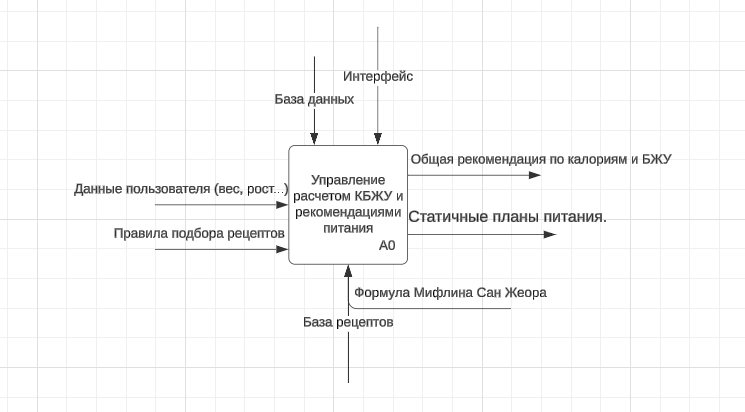 Интерфейс
База данных
Общая рекомендация по калориям и БЖУ
Данные пользователя (вес, рост...)
Управление
расчетом КБЖУ и
рекомендациями
питания
A0
Статичные планы питания.
Правила подбора рецептов
Формула Мифлина Сан Жеора
База рецептов